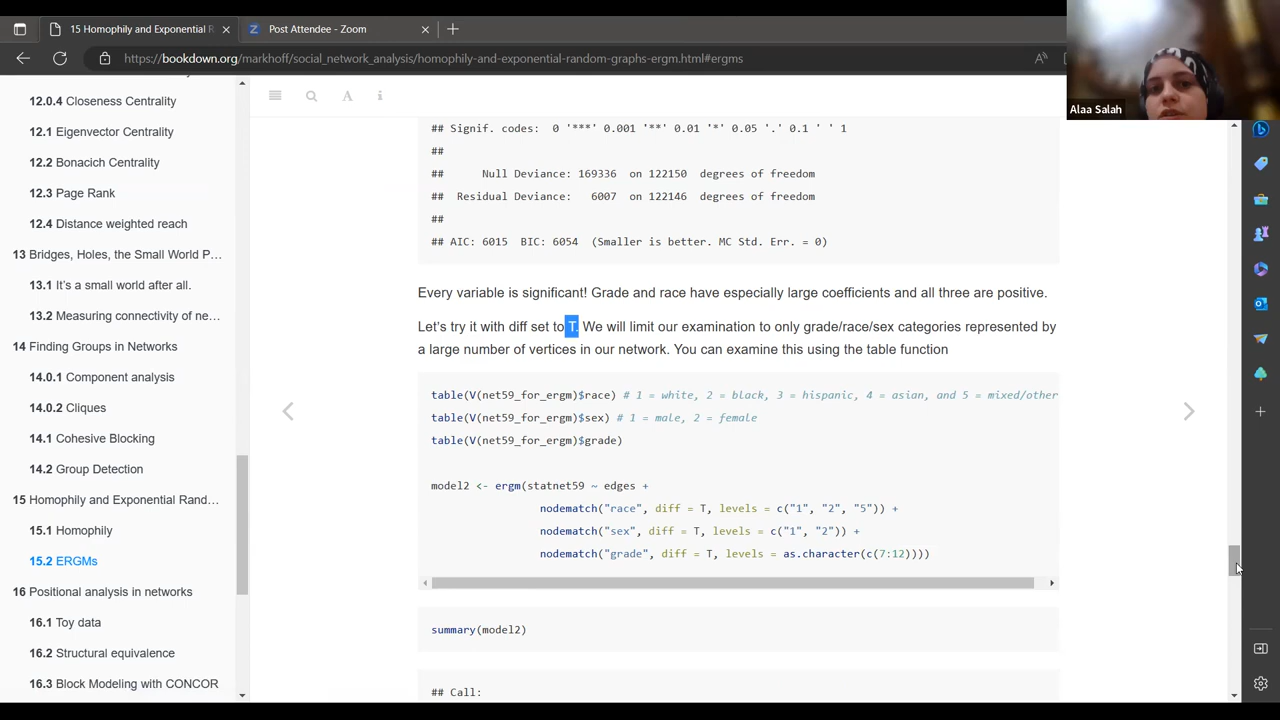 15 Homophily and Exponential R
Post Attendee - Zoom
https://bookdown.org/markhoff/social_network_analysis/homophily-and-exponential-random-graphs-ergm.html#ergms
Alaa Salah
12.0.4 Closeness Centrality
12.1 Eigenvector Centrality
12.2 Bonacich Centrality
12.3 Page Rank
12.4 Distance weighted reach
13 Bridges, Holes, the Small World P…
13.1 It's a small world after all.
13.2 Measuring connectivity of ne…
14 Finding Groups in Networks
14.0.1 Component analysis
14.0.2 Cliques
14.1 Cohesive Blocking
14.2 Group Detection
15 Homophily and Exponential Rand…
15.1 Homophily
15.2 ERGMs
16 Positional analysis in networks
16.1 Toy data
16.2 Structural equivalence
16.3 Block Modeling with CONCOR
## Signif. codes:  0 '***' 0.001 '**' 0.01 '*' 0.05 '.' 0.1 ' ' 1
##
##      Null Deviance: 169336  on 122150  degrees of freedom
##  Residual Deviance:   6007  on 122146  degrees of freedom
##
## AIC: 6015  BIC: 6054  (Smaller is better. MC Std. Err. = 0)
Every variable is significant! Grade and race have especially large coefficients and all three are positive.
Let's try it with diff set to T. We will limit our examination to only grade/race/sex categories represented by
a large number of vertices in our network. You can examine this using the table function
table(V(net59_for_ergm)$race) # 1 = white, 2 = black, 3 = hispanic, 4 = asian, and 5 = mixed/other
table(V(net59_for_ergm)$sex) # 1 = male, 2 = female
table(V(net59_for_ergm)$grade)
model2 <- ergm(statnet59 ~ edges +
nodematch("race", diff = T, levels = c("1", "2", "5")) +
nodematch("sex", diff = T, levels = c("1", "2")) +
nodematch("grade", diff = T, levels = as.character(c(7:12))))
summary(model2)
## Call: